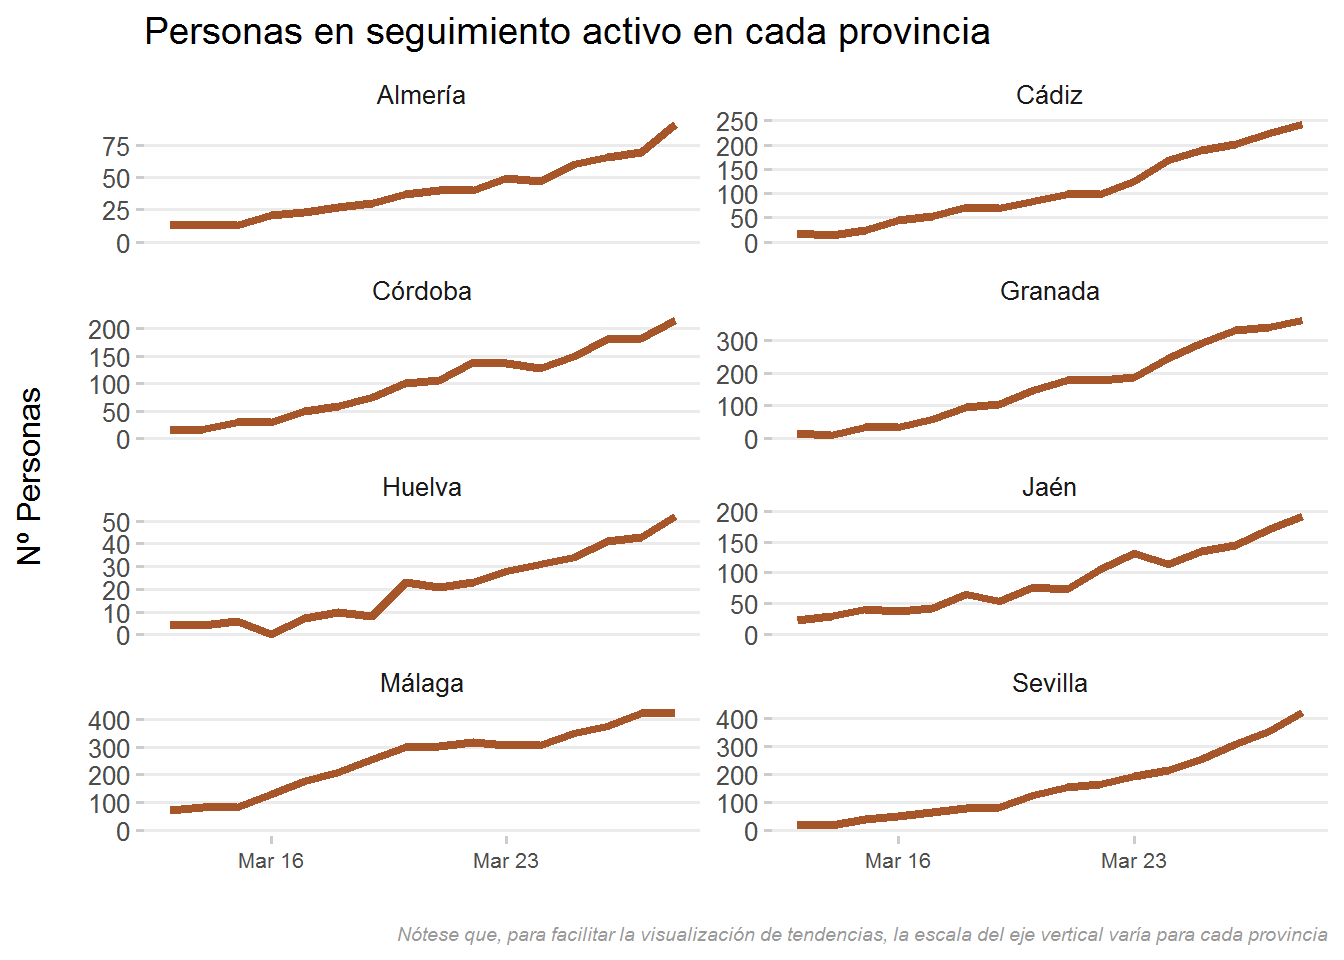 Personas en seguimiento activo en cada provincia
Nº Personas
Almería
75
50
25
0
Cádiz
250
200
150
100
50
0
Córdoba
200
150
100
50
0
Granada
300
200
100
0
Huelva
50
40
30
20
10
0
Jaén
200
150
100
50
0
Málaga
400
300
200
100
0
Sevilla
400
300
200
100
0
Mar 16
Mar 23
Mar 16
Mar 23
Nótese que, para facilitar la visualización de tendencias, la escala del eje vertical varía para cada provincia